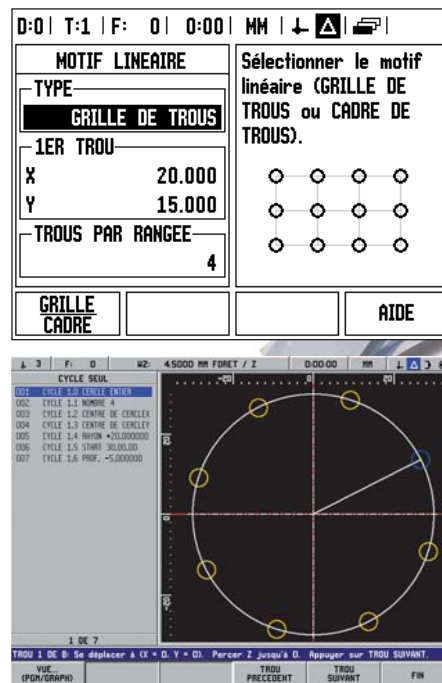 D:0 T:1 F: 0 0:00 MM
MOTIF LINEAIRE
TYPE
GRILLE DE TROUS
1ER TROU
X 20.000
Y 15.000
TROUS PAR RANGEE
4
Sélectionner le motif
linéaire (GRILLE DE
TROUS ou CADRE DE
TROUS).
GRILLE
CADRE
AIDE
3 F: 0 WZ: 4.5000 MM FORET / Z 0:00:00 MM
CYCLE SEUL
001 CYCLE 1.0 CERCLE ENTIER
002 CYCLE 1.1 NOMBRE 4
003 CYCLE 1.2 CENTRE DE CERCLEX
004 CYCLE 1.3 CENTRE DE CERCLEY
005 CYCLE 1.4 RAYON +20.000000
006 CYCLE 1.5 START 30.00.00
007 CYCLE 1.6 PROF. -5.000000
1 DE 7
-20 0 20
20
0
TROU 1 DE 8: Se déplacer à (X = 0. Y = 0). Percer Z jusqu'à 0. Appuyer sur TROU SUIVANT.
VUE...
(PGM/GRAPH)
TROU
PRECEDENT
TROU
SUIVANT
FIN